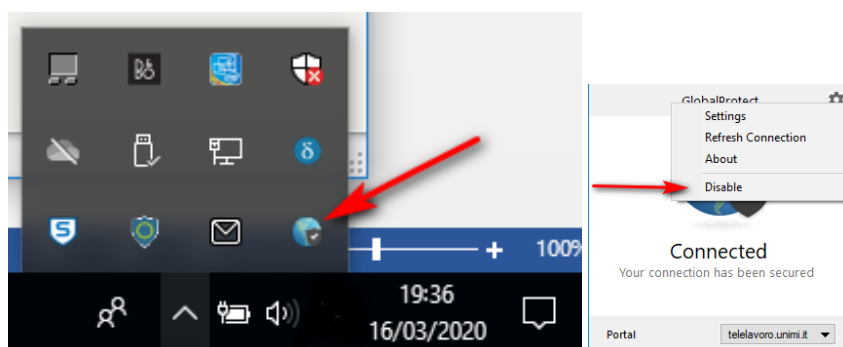 100%
19:36
16/03/2020
GlobalProtect
Settings
Refresh Connection
About
Disable
Connected
Your connection has been secured
Portal telelavoro.unimi.it